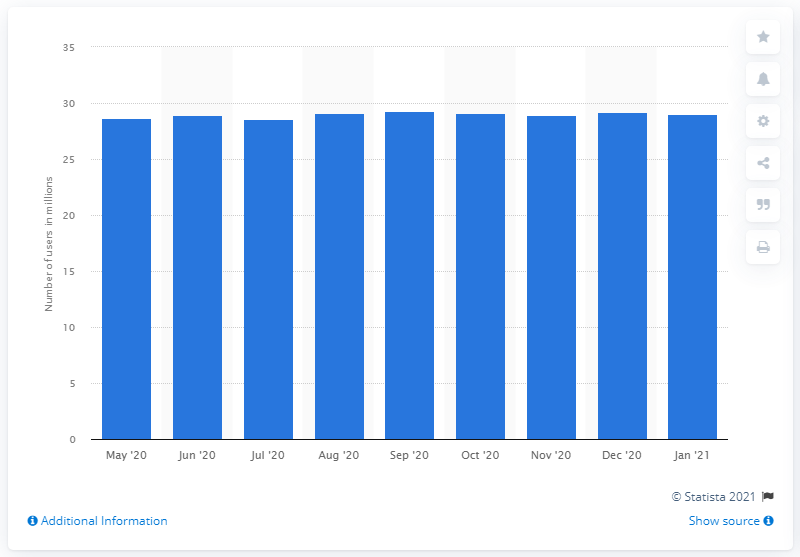 35
30
25
20
15
10
5
0
Number of users in millions
May '20 Jun '20 Jul '20 Aug '20 Sep '20 Oct '20 Nov '20 Dec '20 Jan '21
© Statista 2021
Additional Information Show source